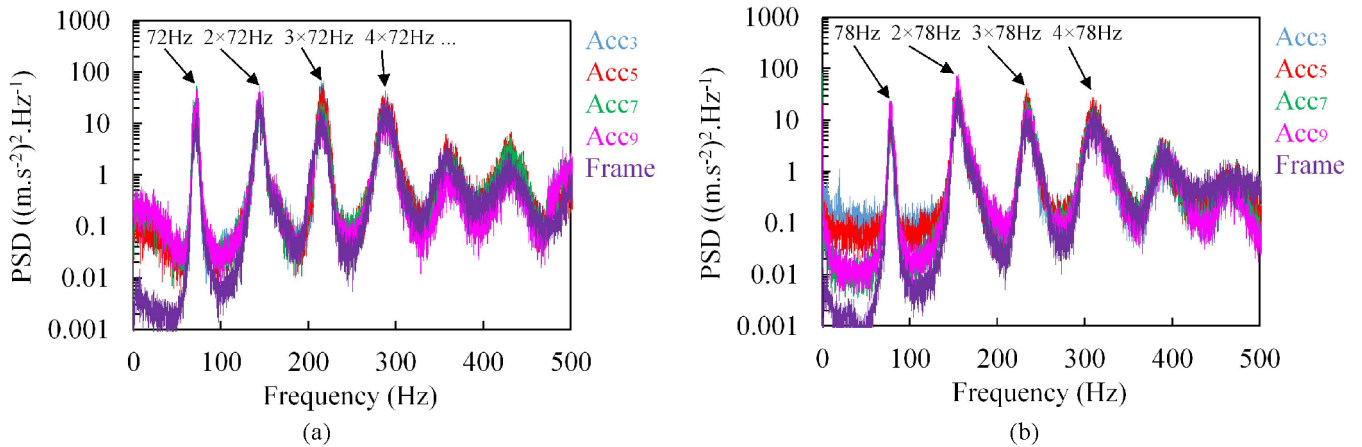 1000
100
10
1
0.1
0.01
0.001
PSD ((m.s-2)2.Hz-1)
72Hz 2×72Hz 3×72Hz 4×72Hz ...
Acc3
Acc5
Acc7
Acc9
Frame
0 100 200 300 400 500
Frequency (Hz)
(a)
1000
100
10
1
0.1
0.01
0.001
PSD ((m.s-2)2.Hz-1)
78Hz 2×78Hz 3×78Hz 4×78Hz
Acc3
Acc5
Acc7
Acc9
Frame
0 100 200 300 400 500
Frequency (Hz)
(b)